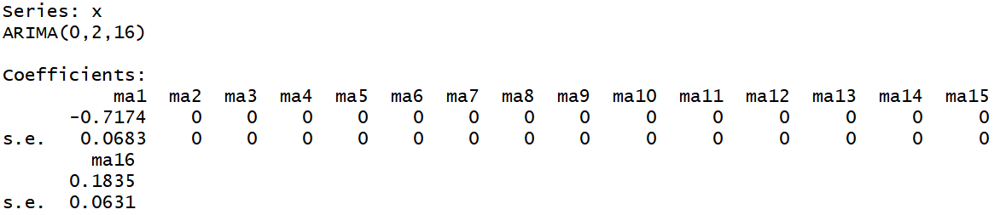 Series: x
ARIMA(0,2,16)

Coefficients:
          ma1  ma2  ma3  ma4  ma5  ma6  ma7  ma8  ma9  ma10  ma11  ma12  ma13  ma14  ma15
      -0.7174    0    0    0    0    0    0    0    0     0     0     0     0     0     0
s.e.   0.0683    0    0    0    0    0    0    0    0     0     0     0     0     0     0
        ma16
      0.1835
s.e.  0.0631